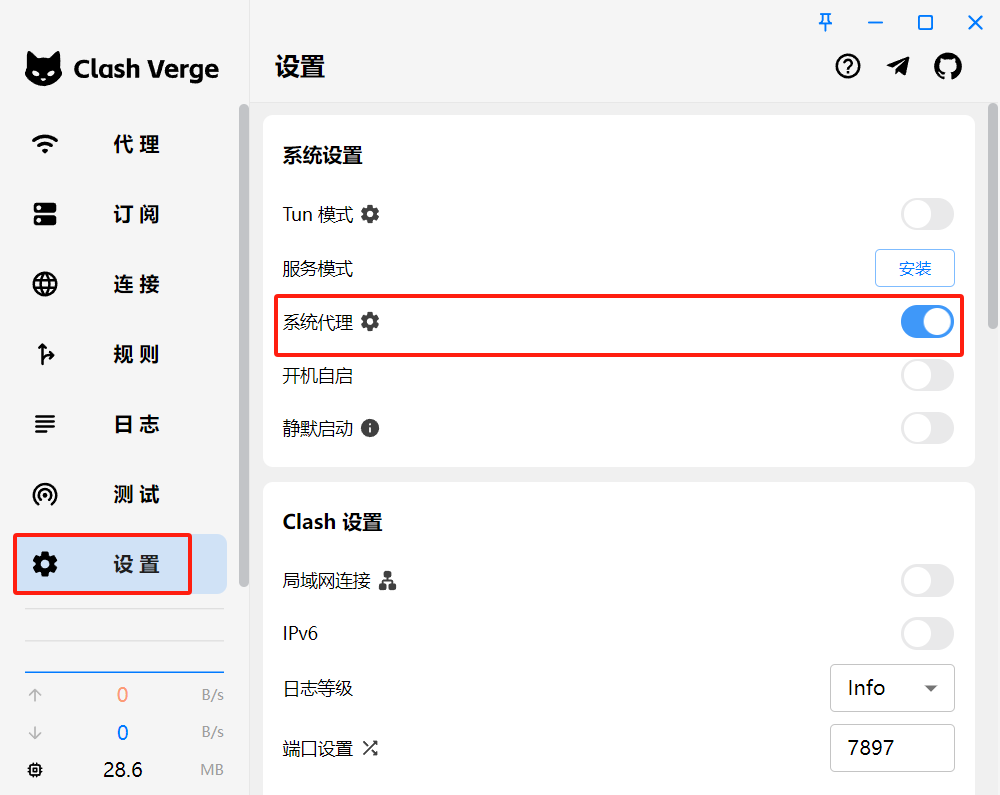 Clash Verge
代理
订阅
连接
规则
日志
测试
设置
0 B/s
0 B/s
28.6 MB
设置
系统设置
Tun 模式
服务模式 安装
系统代理
开机自启
静默启动
Clash 设置
局域网连接
IPv6
日志等级 Info
端口设置 7897